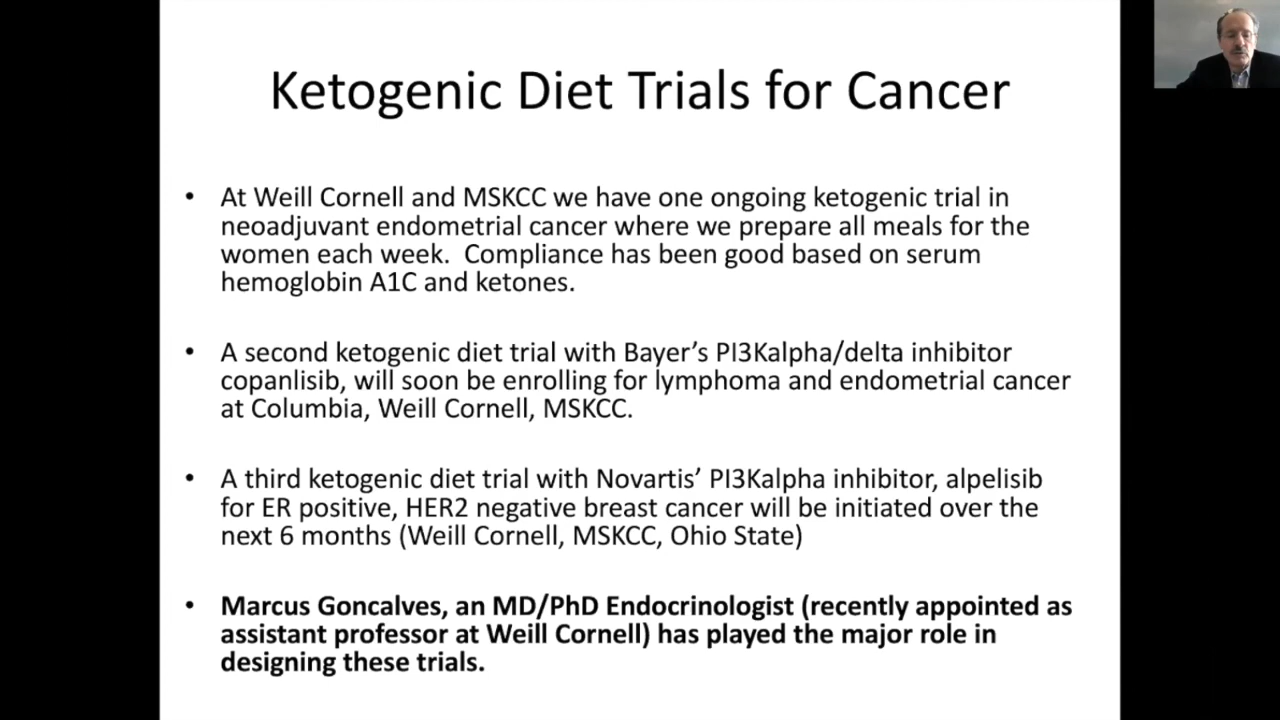 Ketogenic Diet Trials for Cancer
• At Weill Cornell and MSKCC we have one ongoing ketogenic trial in
neoadjuvant endometrial cancer where we prepare all meals for the
women each week.  Compliance has been good based on serum
hemoglobin A1C and ketones.
• A second ketogenic diet trial with Bayer’s PI3Kalpha/delta inhibitor
copanlisib, will soon be enrolling for lymphoma and endometrial cancer
at Columbia, Weill Cornell, MSKCC.
• A third ketogenic diet trial with Novartis’ PI3Kalpha inhibitor, alpelisib
for ER positive, HER2 negative breast cancer will be initiated over the
next 6 months (Weill Cornell, MSKCC, Ohio State)
• Marcus Goncalves, an MD/PhD Endocrinologist (recently appointed as
assistant professor at Weill Cornell) has played the major role in
designing these trials.